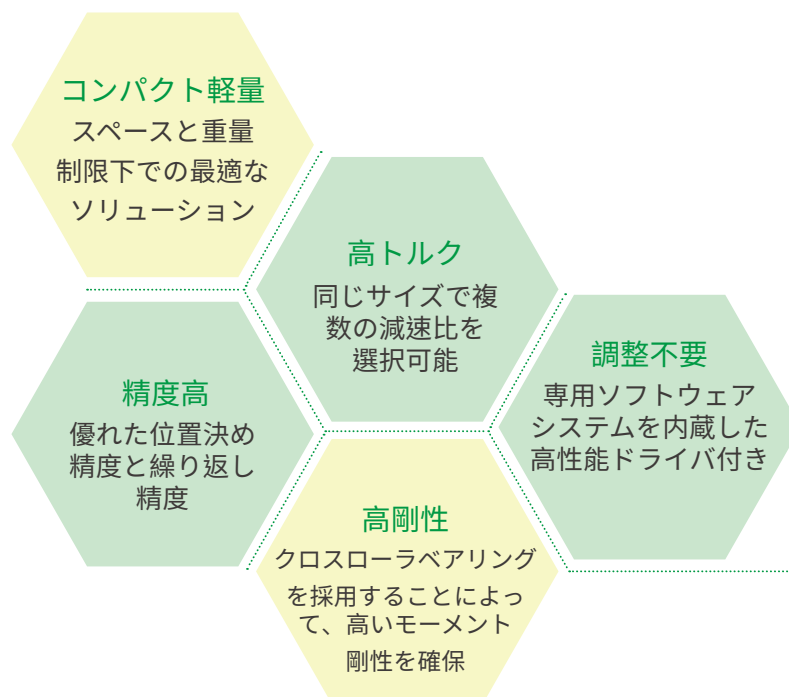 コンパクト軽量
スペースと重量
制限下での最適な
ソリューション
高トルク
同じサイズで複
数の減速比を
選択可能
調整不要
専用ソフトウェア
システムを内蔵した
高性能ドライバ付き
精度高
優れた位置決め
精度と繰り返し
精度
高剛性
クロスローラベアリング
を採用することによっ
て、高いモーメント
剛性を確保